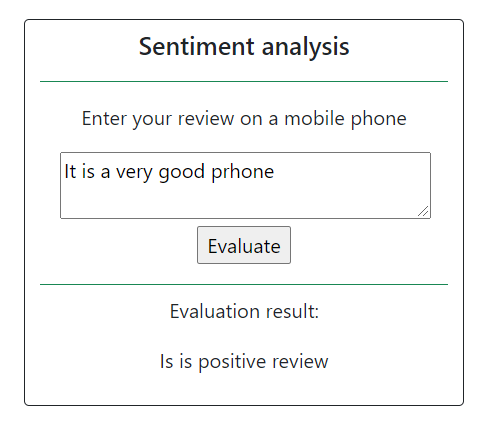 Sentiment analysis
Enter your review on a mobile phone
It is a very good prhone
Evaluate
Evaluation result:
Is is positive review